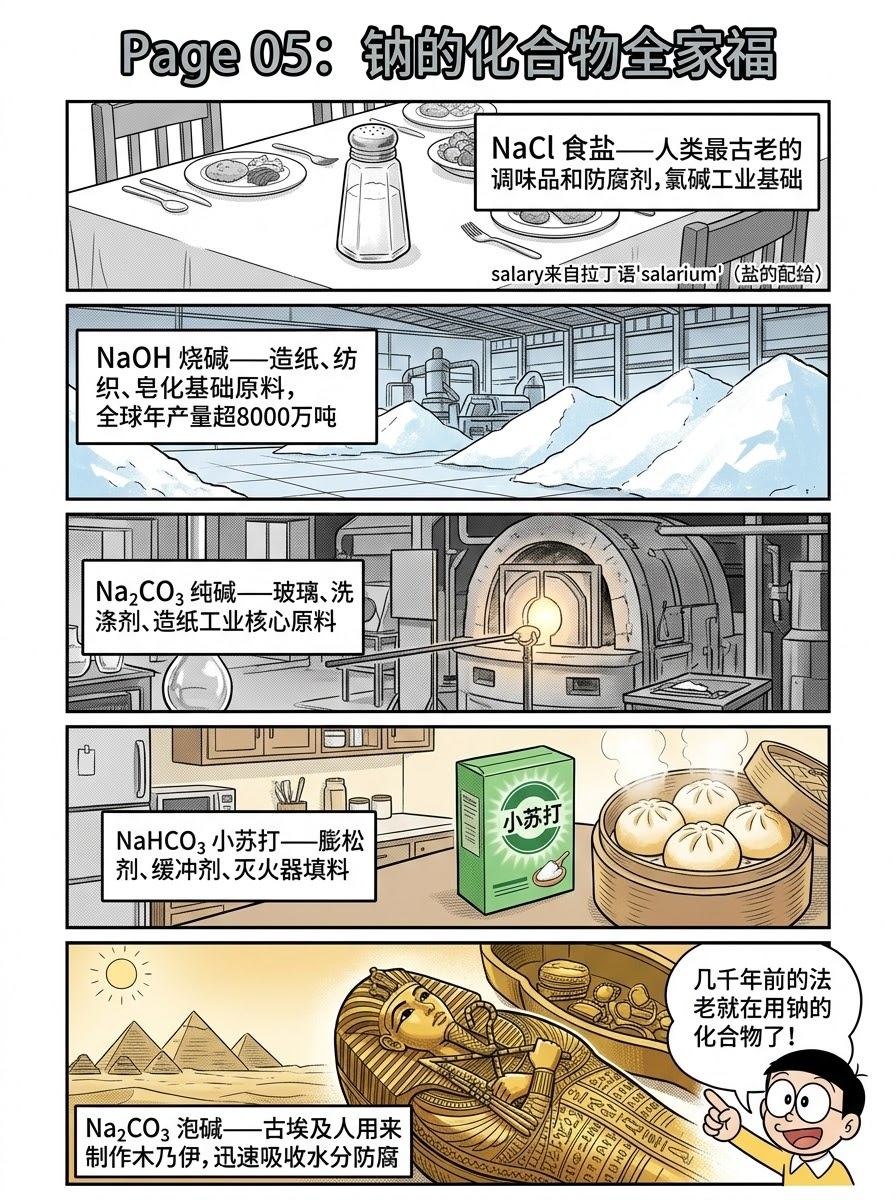 Page 05：钠的化合物全家福
NaCl 食盐——人类最古老的
调味品和防腐剂，氯碱工业基础
salary来自拉丁语'salarium'（盐的配给）
NaOH 烧碱——造纸、纺
织、皂化基础原料，
全球年产量超8000万吨
Na₂CO₃ 纯碱——玻璃、洗
涤剂、造纸工业核心原料
小苏打
NaHCO₃ 小苏打——膨松
剂、缓冲剂、灭火器填料
几千年前的法
老就在用钠的
化合物了！
Na₂CO₃ 泡碱——古埃及人用来
制作木乃伊，迅速吸收水分防腐